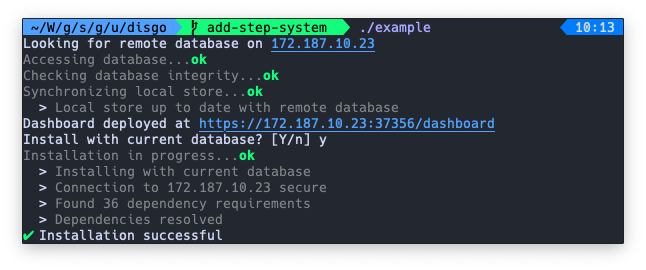 ~/W/g/s/g/u/disgo add-step-system ./example 10:13
Looking for remote database on 172.187.10.23
Accessing database...ok
Checking database integrity...ok
Synchronizing local store...ok
> Local store up to date with remote database
Dashboard deployed at https://172.187.10.23:37356/dashboard
Install with current database? [Y/n] y
Installation in progress...ok
> Installing with current database
> Connection to 172.187.10.23 secure
> Found 36 dependency requirements
> Dependencies resolved
✔ Installation successful